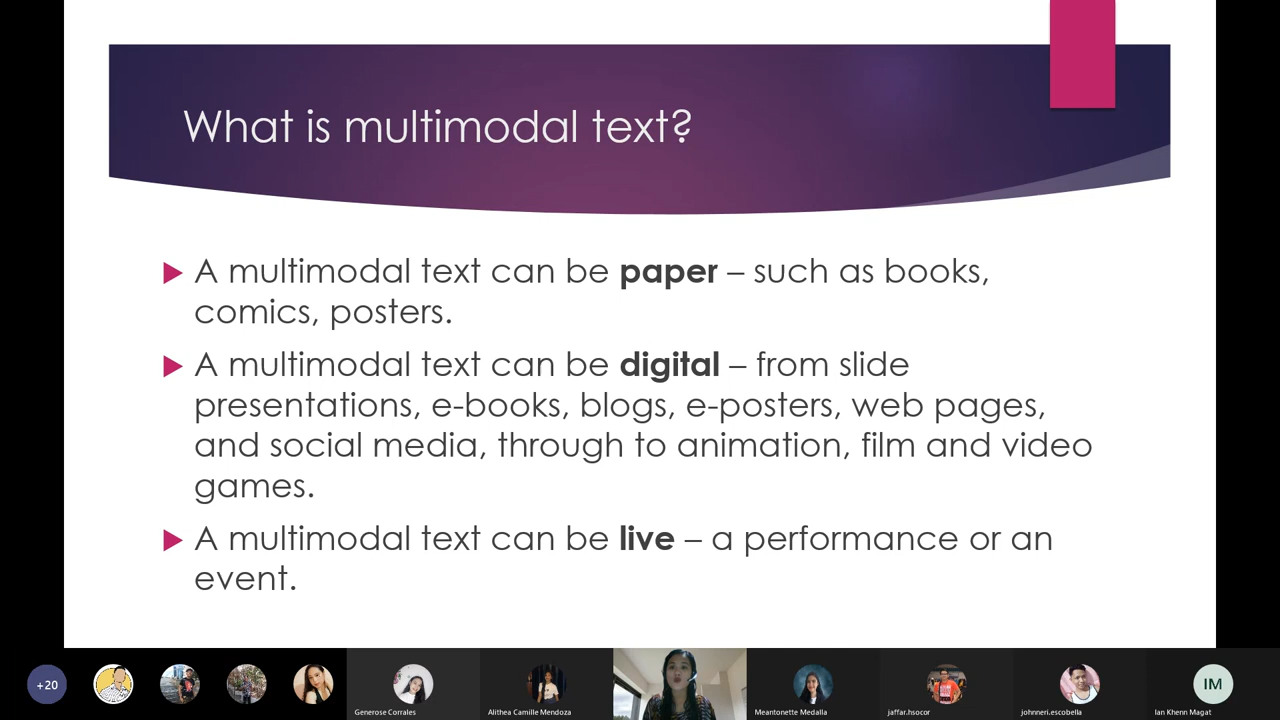 What is multimodal text?
A multimodal text can be paper – such as books,
comics, posters.
A multimodal text can be digital – from slide
presentations, e-books, blogs, e-posters, web pages,
and social media, through to animation, film and video
games.
A multimodal text can be live – a performance or an
event.
+20
Generose Corrales
Alithea Camille Mendoza
Meantonette Medalla
jaffar.hsocor
johnneri.escobella
IM
Ian Khenn Magat